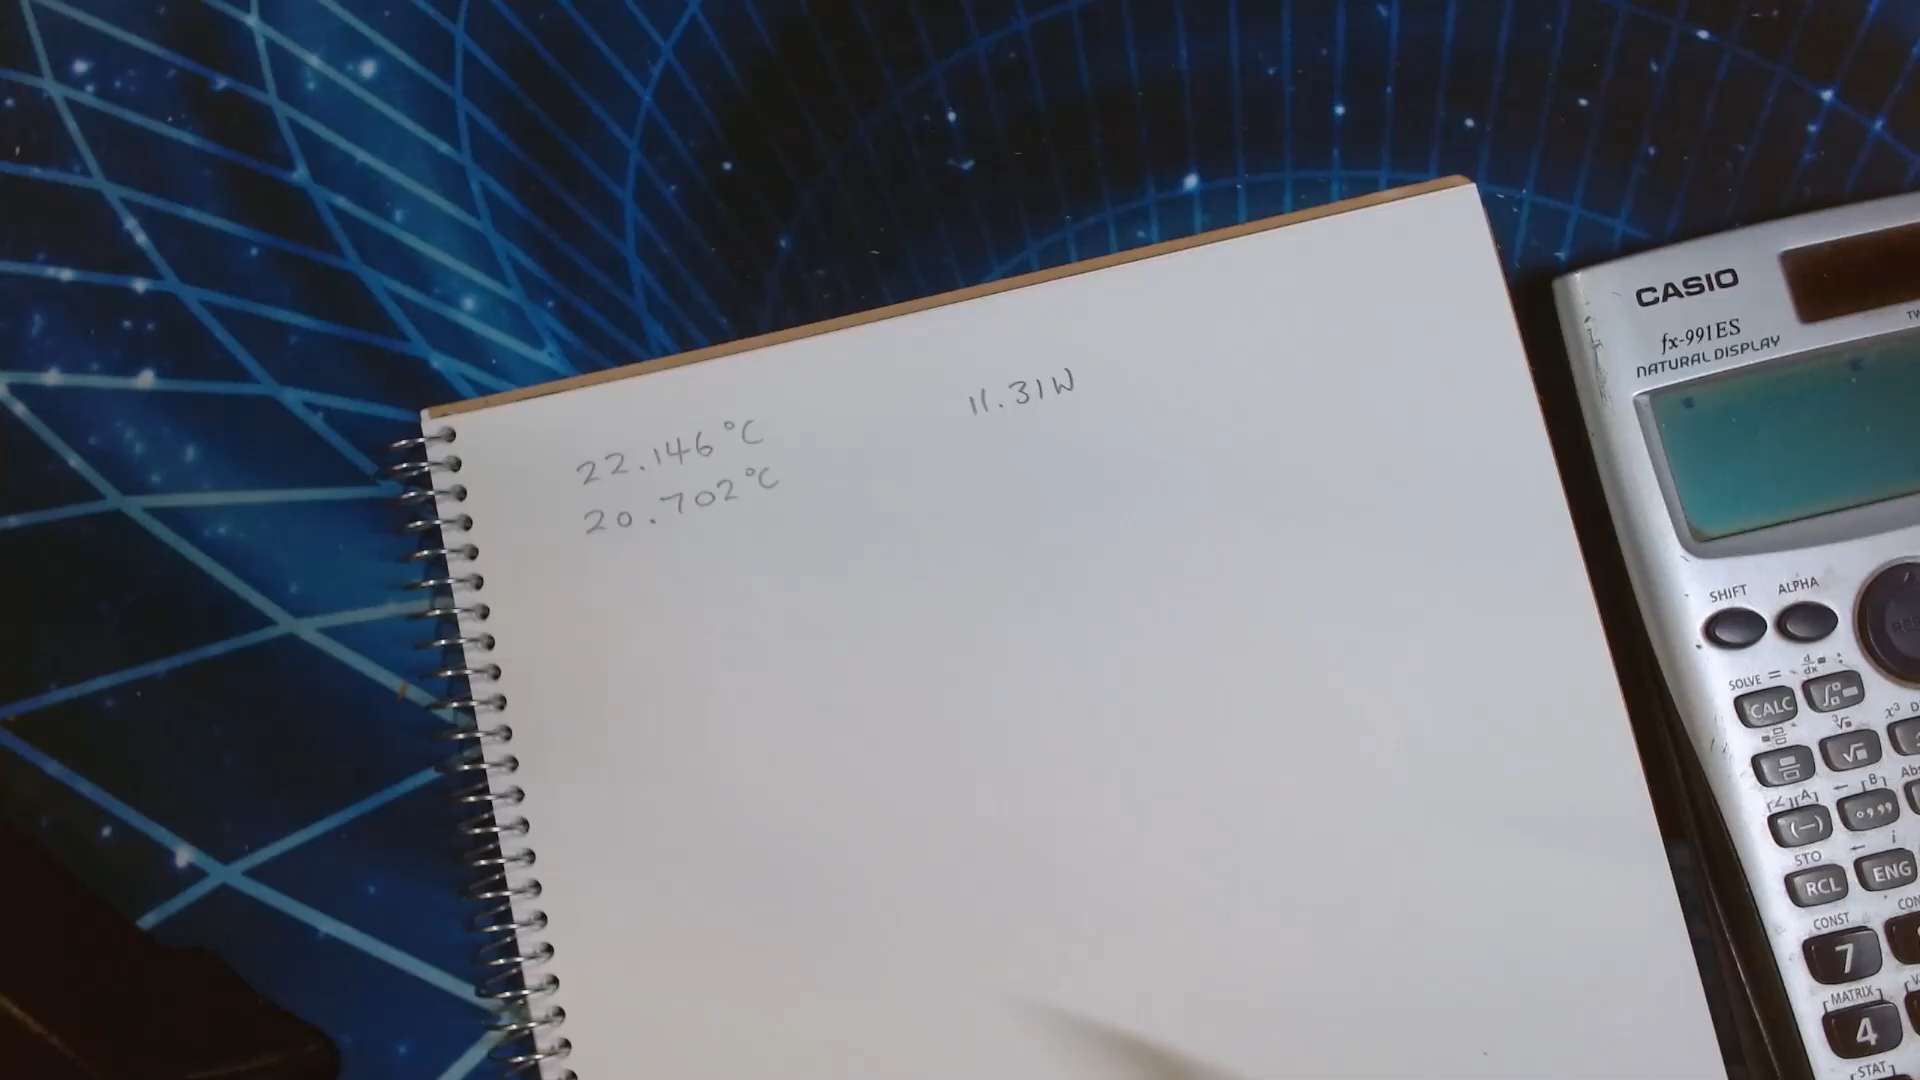 22.146°C
20.702°C
11.31W
CASIO
fx-991ES
NATURAL DISPLAY
SHIFT
ALPHA
SOLVE =
CALC
STO
RCL
ENG
CONST
7
MATRIX
4
STAT